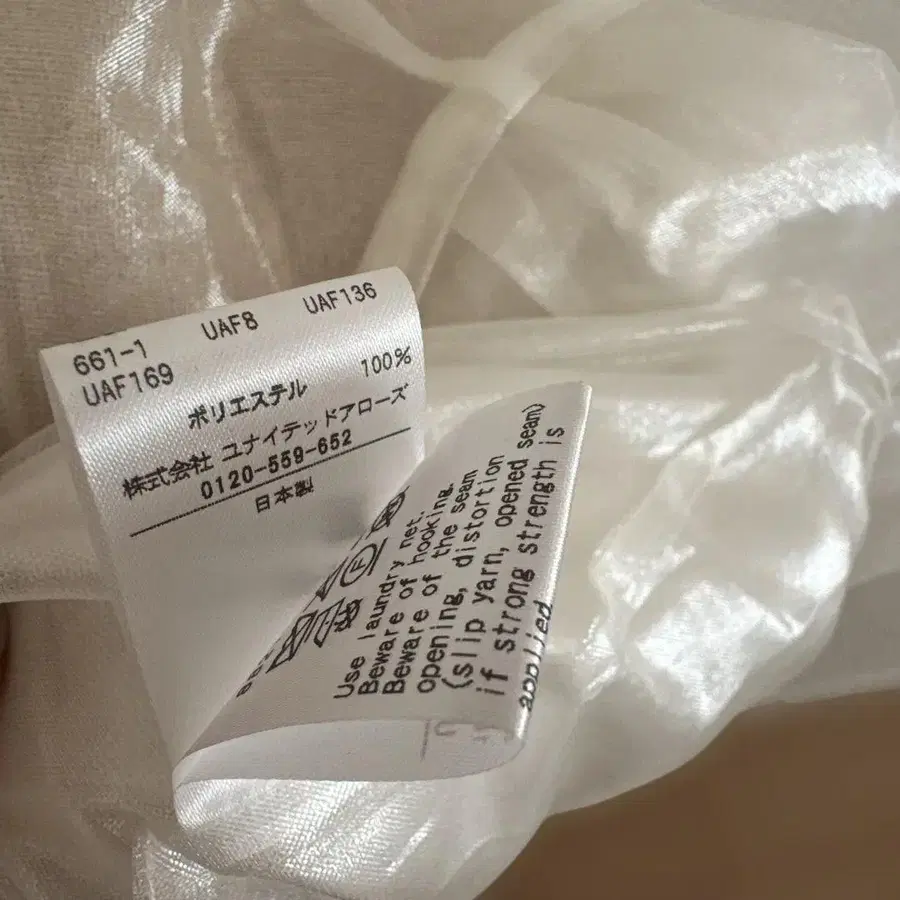 661-1 UAF8 UAF136
UAF169
ポリエステル 100%
株式会社 ユナイテッドアローズ
0120-559-652
日本製
Use laundry net.
Beware of hooking.
Beware of the seam
opening, distortion
(slip yarn, opened seam)
if strong strength is
applied